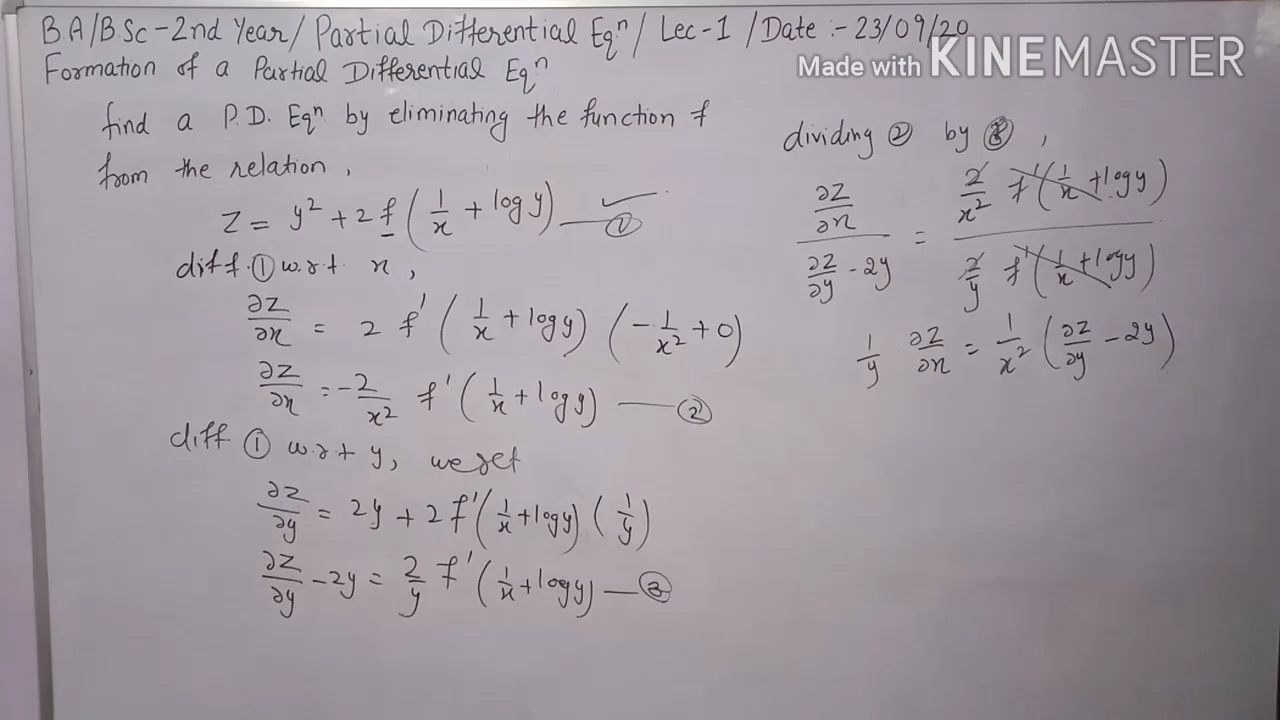 B.A/B.Sc-2nd Year/ Partial Differential Eqⁿ/ Lec-1 /Date :- 23/09/20
Made with KINEMASTER
Formation of a Partial Differential Eqⁿ
find a P.D. Eqⁿ by eliminating the function f
from the relation,
Z = y² + 2f(1/x + log y) — ① ✓
diff. ① w.r.t x,
∂Z/∂x = 2 f'(1/x + log y)(-1/x² + 0)
∂Z/∂x = -2/x² f'(1/x + log y) — ②
diff ① w.r.t y, we get
∂Z/∂y = 2y + 2f'(1/x + log y)(1/y)
∂Z/∂y - 2y = 2/y f'(1/x + log y) — ③
dividing ② by ③,
(∂Z/∂x)/(∂Z/∂y - 2y) = (2/x² f'(1/x + log y))/(2/y f'(1/x + log y))
1/y ∂Z/∂x = 1/x² (∂Z/∂y - 2y)